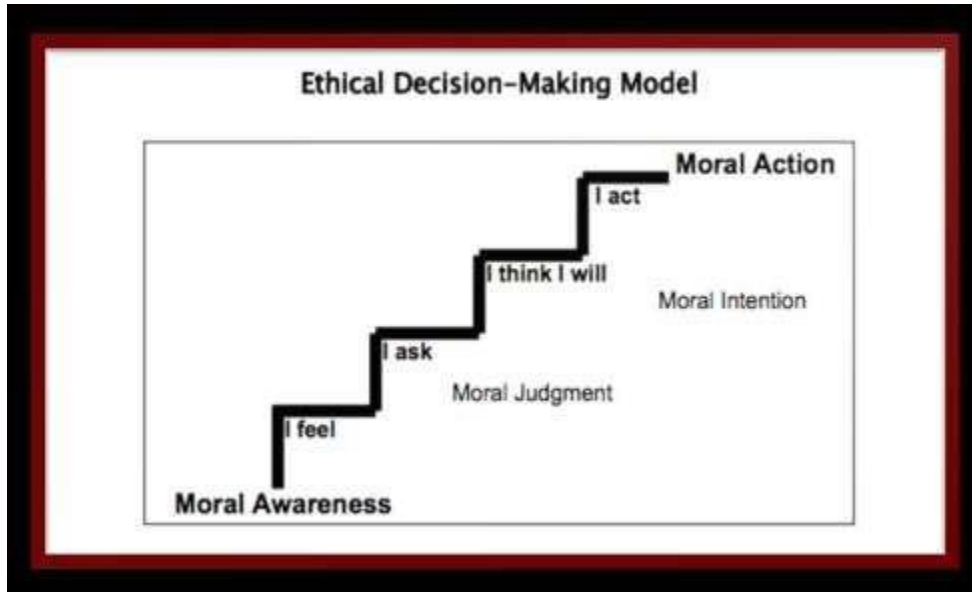 Ethical Decision-Making Model
Moral Action
I act
I think I will
Moral Intention
I ask
Moral Judgment
I feel
Moral Awareness